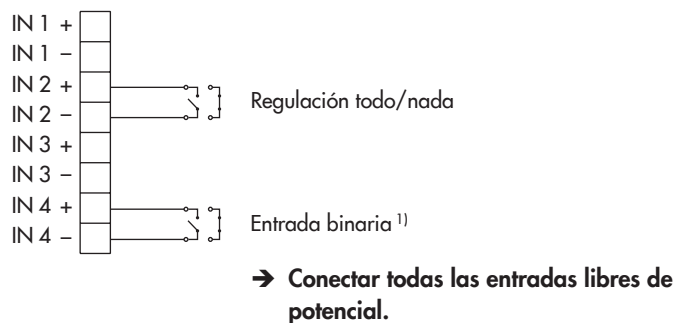 IN 1 +
IN 1 –
IN 2 +
IN 2 –
Regulación todo/nada
IN 3 +
IN 3 –
IN 4 +
IN 4 –
Entrada binaria ¹⁾
➔ Conectar todas las entradas libres de
potencial.